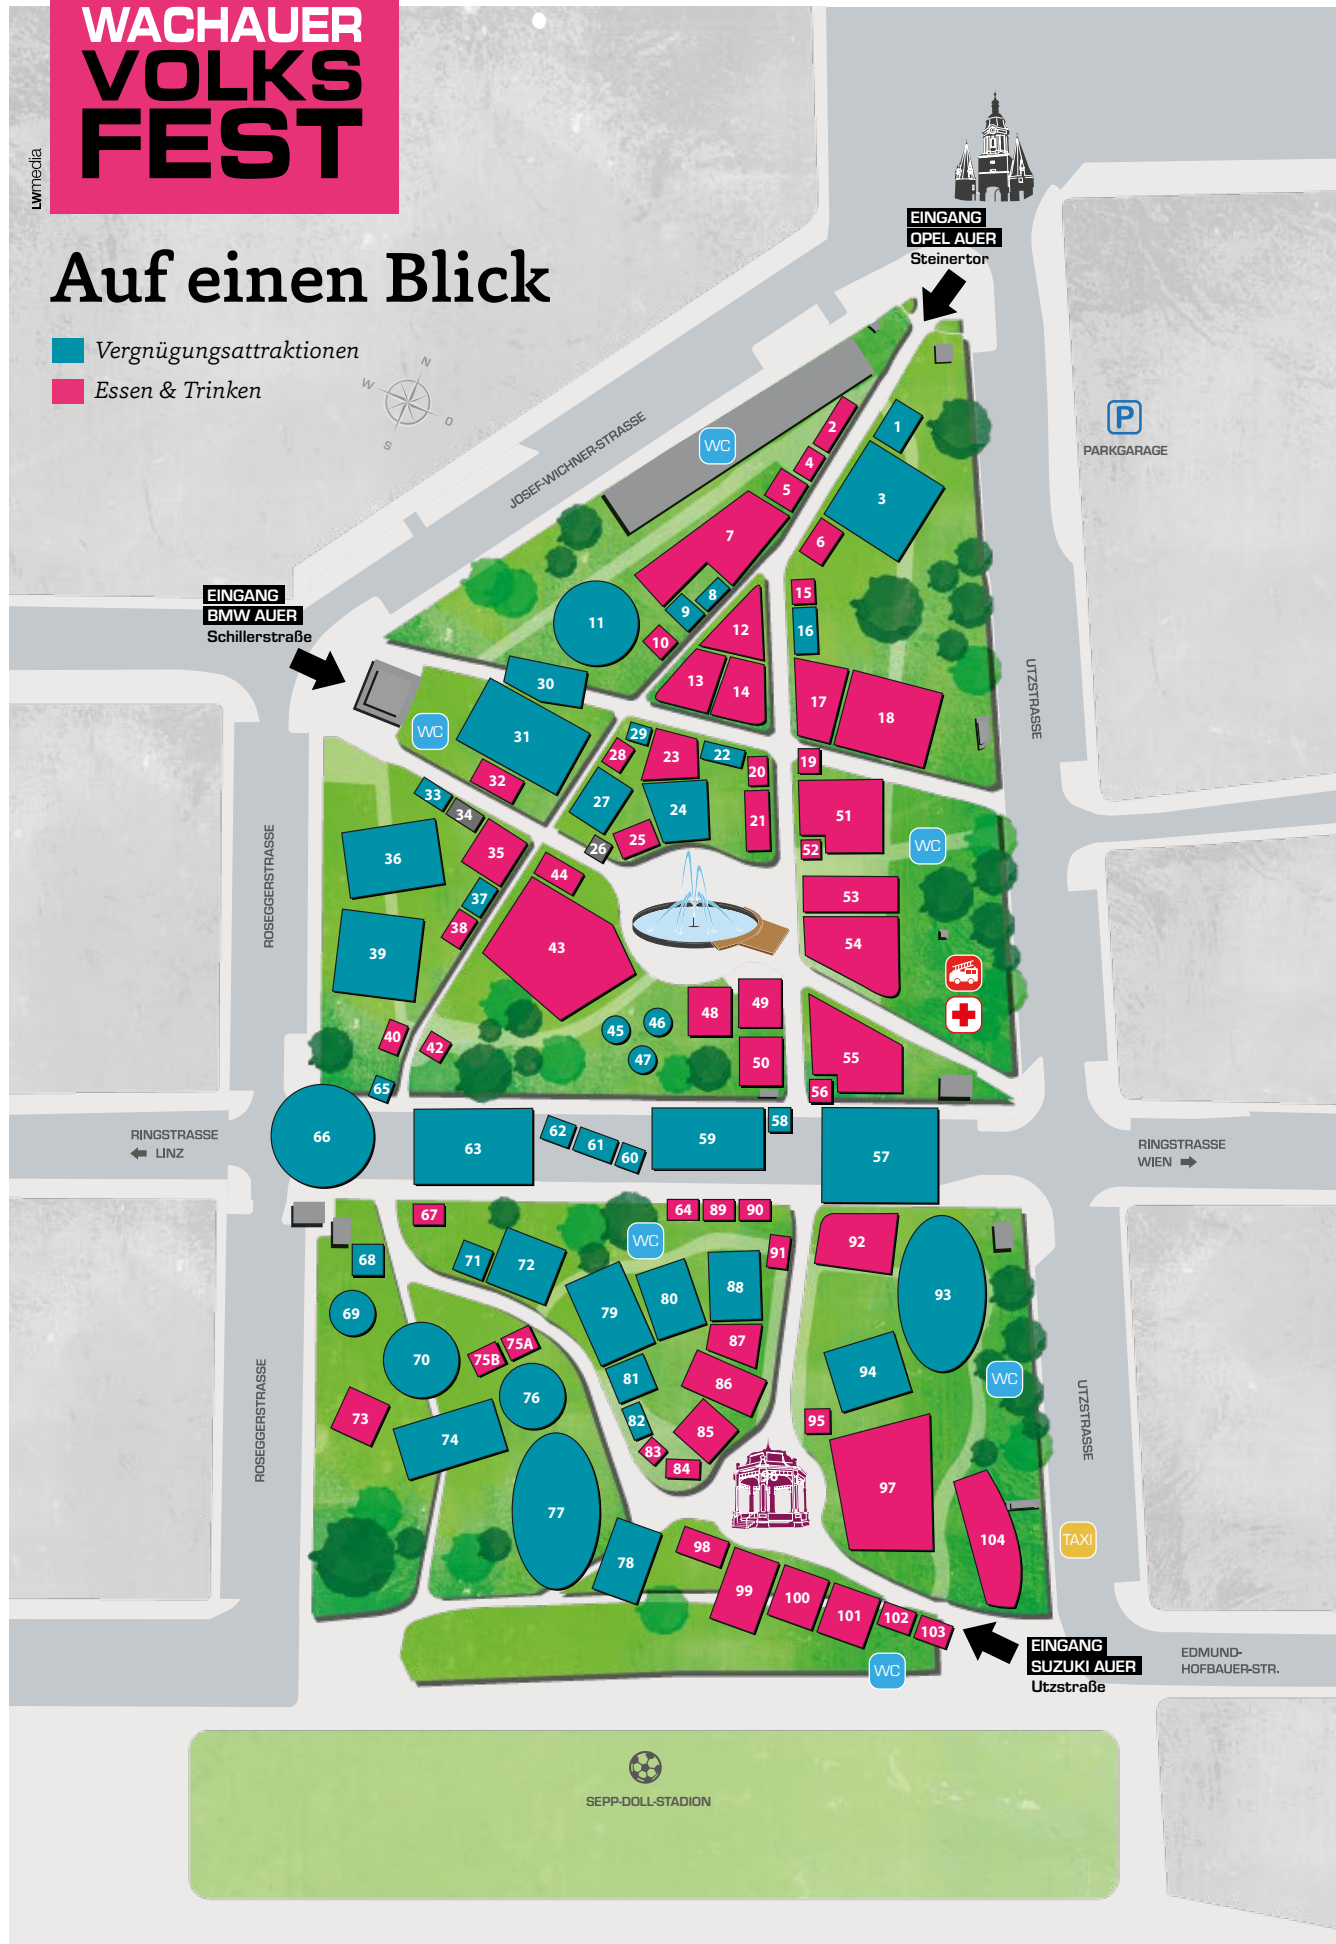 WACHAUER
VOLKS
FEST
LWmedia
Auf einen Blick
Vergnügungsattraktionen
Essen & Trinken
N
W
O
S
EINGANG
OPEL AUER
Steinertor
JOSEF-WICHNER-STRASSE
P
PARKGARAGE
WC
1
2
3
4
5
6
7
8
9
10
11
12
13
14
15
16
17
18
EINGANG
BMW AUER
Schillerstraße
UTZSTRASSE
WC
30
31
32
29
28
23
22
20
19
27
24
21
25
26
51
52
WC
33
34
35
36
37
38
39
44
43
53
54
ROSEGGERSTRASSE
45
46
47
48
49
50
55
56
40
42
65
66
63
62
61
60
59
58
57
RINGSTRASSE
LINZ
RINGSTRASSE
WIEN
67
64
89
90
91
92
93
WC
68
69
70
71
72
79
80
88
87
86
85
81
82
83
84
94
95
WC
75A
75B
76
73
74
77
78
96
97
104
TAXI
ROSEGGERSTRASSE
UTZSTRASSE
98
99
100
101
102
103
WC
EINGANG
SUZUKI AUER
Utzstraße
EDMUND-
HOFBAUER-STR.
SEPP-DOLL-STADION